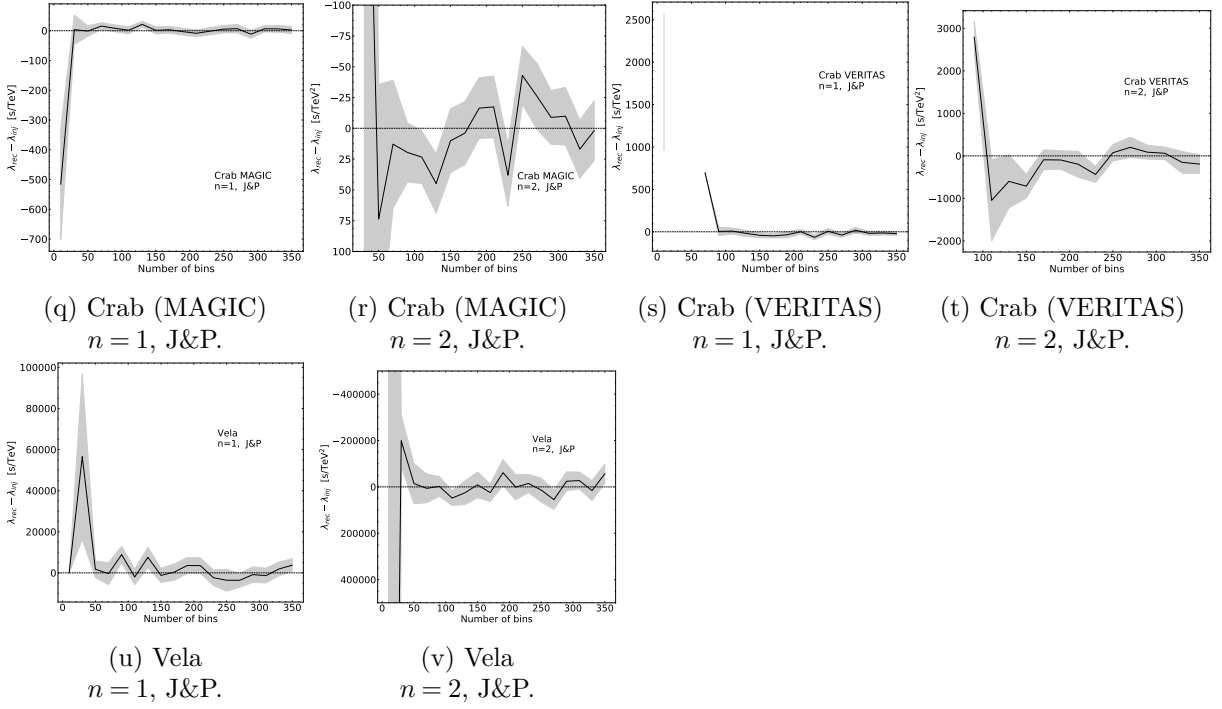 0
−100
−200
−300
−400
−500
−600
−700
λrec − λinj [s/TeV]
0 50 100 150 200 250 300 350
Number of bins
Crab MAGIC
n=1, J&P
−100
−75
−50
−25
0
25
50
75
100
λrec − λinj [s/TeV²]
50 100 150 200 250 300 350
Number of bins
Crab MAGIC
n=2, J&P
2500
2000
1500
1000
500
0
λrec − λinj [s/TeV]
0 50 100 150 200 250 300 350
Number of bins
Crab VERITAS
n=1, J&P
3000
2000
1000
0
−1000
−2000
λrec − λinj [s/TeV²]
100 150 200 250 300 350
Number of bins
Crab VERITAS
n=2, J&P
(q) Crab (MAGIC)
n = 1, J&P.
(r) Crab (MAGIC)
n = 2, J&P.
(s) Crab (VERITAS)
n = 1, J&P.
(t) Crab (VERITAS)
n = 2, J&P.
100000
80000
60000
40000
20000
0
λrec − λinj [s/TeV]
0 50 100 150 200 250 300 350
Number of bins
Vela
n=1, J&P
−400000
−200000
0
200000
400000
λrec − λinj [s/TeV²]
0 50 100 150 200 250 300 350
Number of bins
Vela
n=2, J&P
(u) Vela
n = 1, J&P.
(v) Vela
n = 2, J&P.